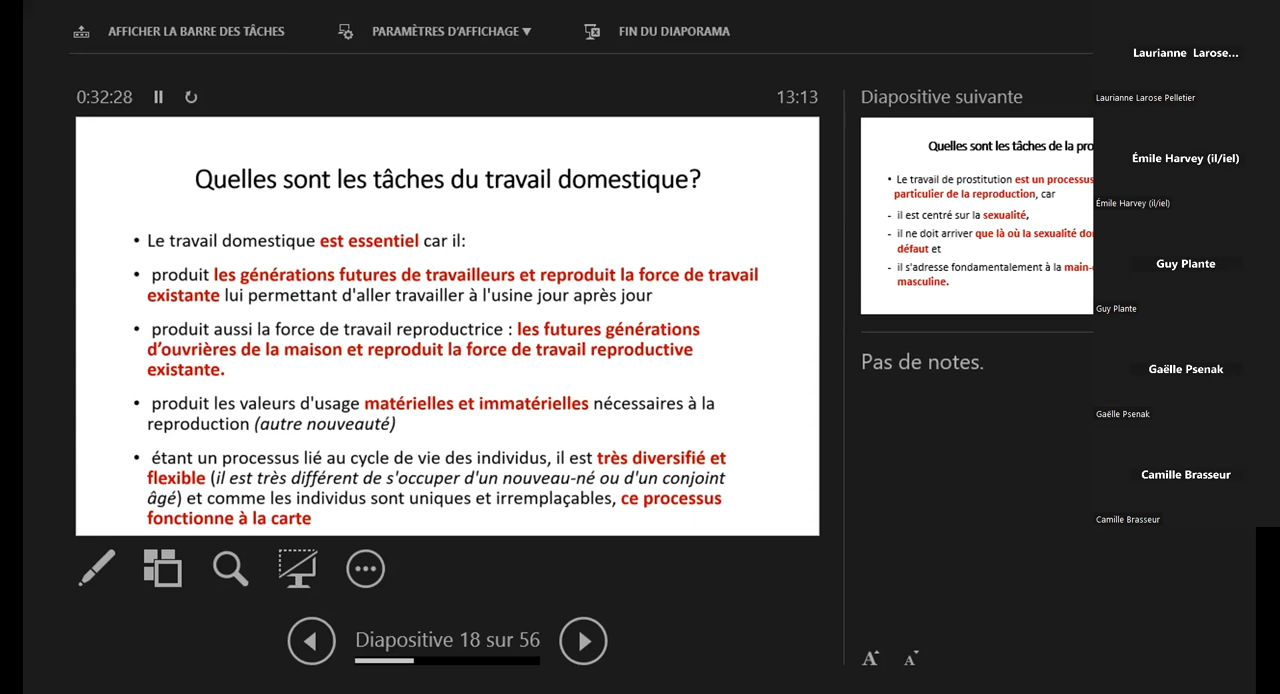 AFFICHER LA BARRE DES TÂCHES
PARAMÈTRES D'AFFICHAGE ▼
FIN DU DIAPORAMA
0:32:28
13:13
Quelles sont les tâches du travail domestique?
• Le travail domestique est essentiel car il:
• produit les générations futures de travailleurs et reproduit la force de travail
existante lui permettant d'aller travailler à l'usine jour après jour
• produit aussi la force de travail reproductrice : les futures générations
d’ouvrières de la maison et reproduit la force de travail reproductive
existante.
• produit les valeurs d'usage matérielles et immatérielles nécessaires à la
reproduction (autre nouveauté)
• étant un processus lié au cycle de vie des individus, il est très diversifié et
flexible (il est très différent de s'occuper d'un nouveau-né ou d'un conjoint
âgé) et comme les individus sont uniques et irremplaçables, ce processus
fonctionne à la carte
Diapositive 18 sur 56
Diapositive suivante
Quelles sont les tâches de la pro
• Le travail de prostitution est un processus
particulier de la reproduction, car
- il est centré sur la sexualité,
- il ne doit arriver que là où la sexualité do
défaut et
- il s'adresse fondamentalement à la main-
masculine.
Pas de notes.
A A
Laurianne Larose...
Laurianne Larose Pelletier
Émile Harvey (il/iel)
Émile Harvey (il/iel)
Guy Plante
Guy Plante
Gaëlle Psenak
Gaëlle Psenak
Camille Brasseur
Camille Brasseur